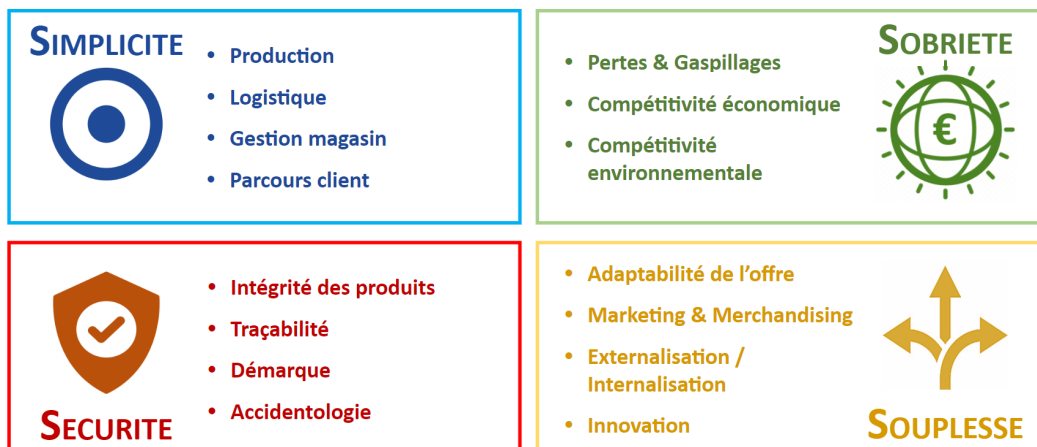 SIMPLICITE
• Production
• Logistique
• Gestion magasin
• Parcours client
SOBRIETE
• Pertes & Gaspillages
• Compétitivité économique
• Compétitivité
environnementale
€
SECURITE
• Intégrité des produits
• Traçabilité
• Démarque
• Accidentologie
• Adaptabilité de l’offre
• Marketing & Merchandising
• Externalisation /
Internalisation
• Innovation
SOUPLESSE